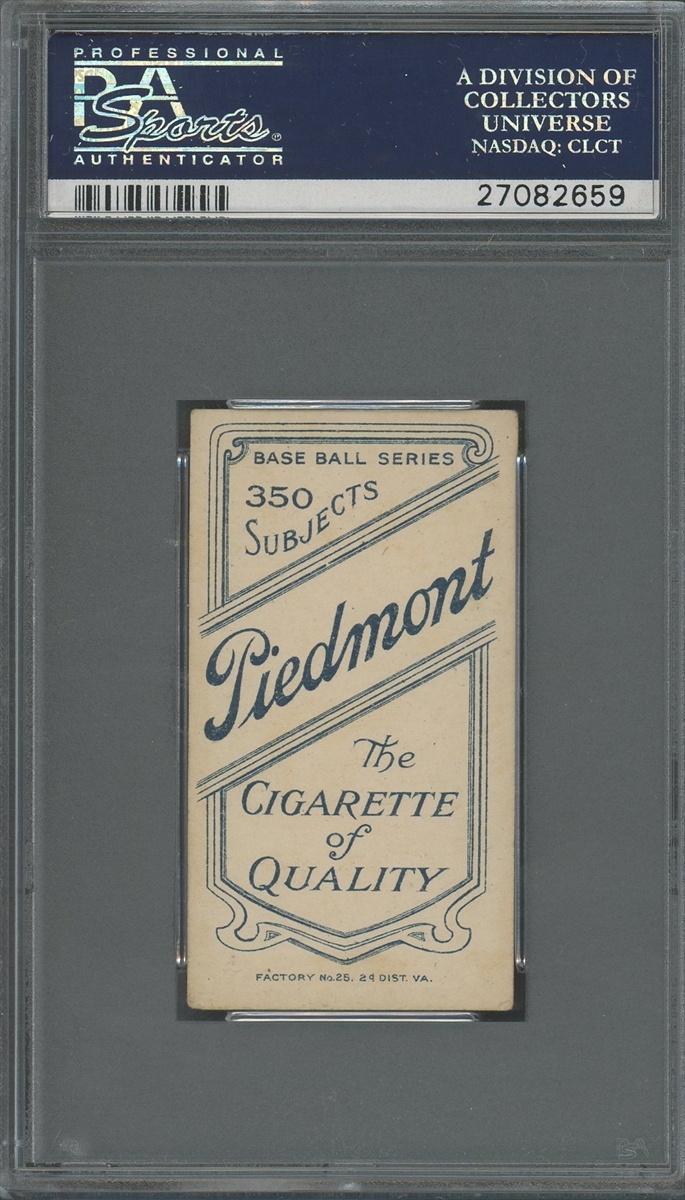 PROFESSIONAL
PSA
Sports
AUTHENTICATOR
A DIVISION OF
COLLECTORS
UNIVERSE
NASDAQ: CLCT
27082659
BASE BALL SERIES
350
SUBJECTS
Piedmont
The
CIGARETTE
of
QUALITY
FACTORY No. 25, 2d DIST. VA.
PSA